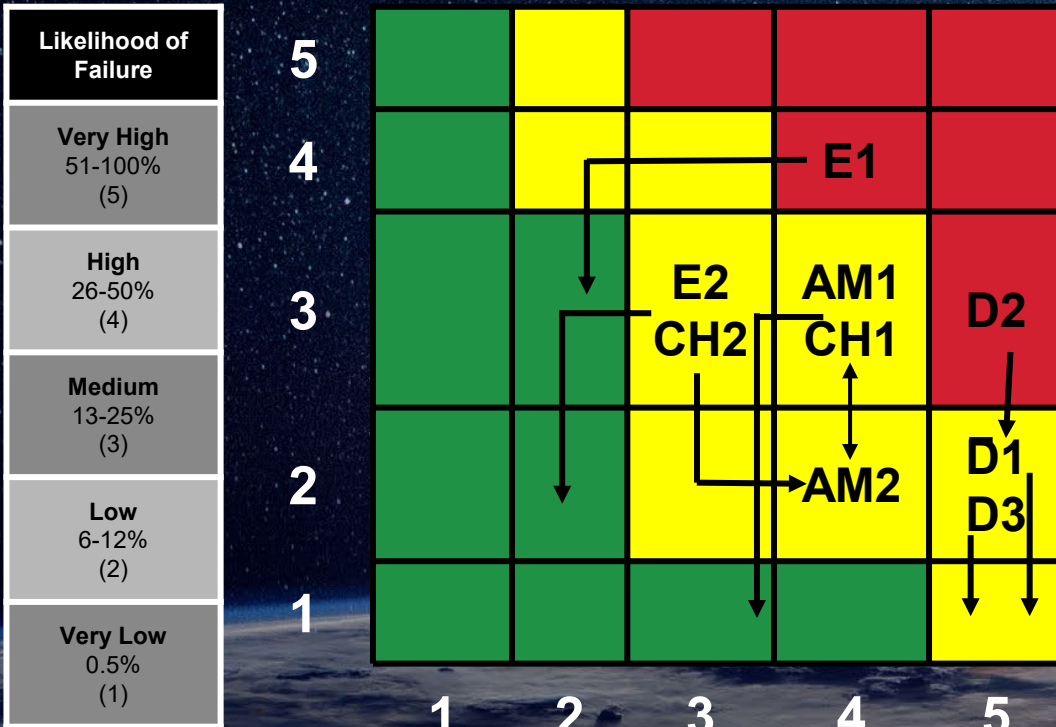 Likelihood of
Failure
Very High
51-100%
(5)
High
26-50%
(4)
Medium
13-25%
(3)
Low
6-12%
(2)
Very Low
0.5%
(1)
5
4
E1
3
E2
CH2
AM1
CH1
D2
2
AM2
D1
D3
1
1 2 3 4 5